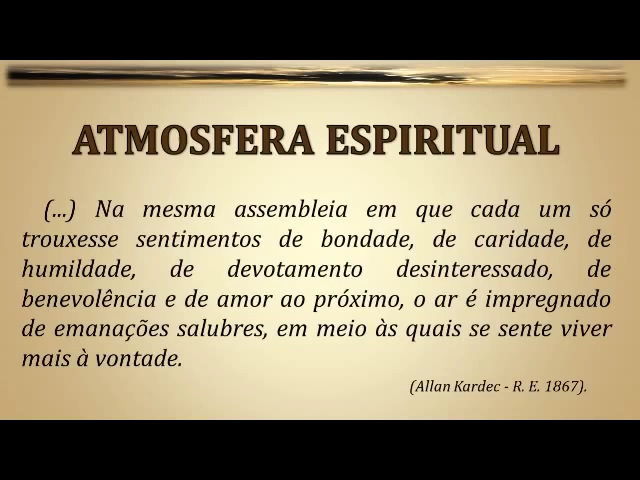 ATMOSFERA ESPIRITUAL
(...) Na mesma assembleia em que cada um só
trouxesse sentimentos de bondade, de caridade, de
humildade, de devotamento desinteressado, de
benevolência e de amor ao próximo, o ar é impregnado
de emanações salubres, em meio às quais se sente viver
mais à vontade.
(Allan Kardec - R. E. 1867).